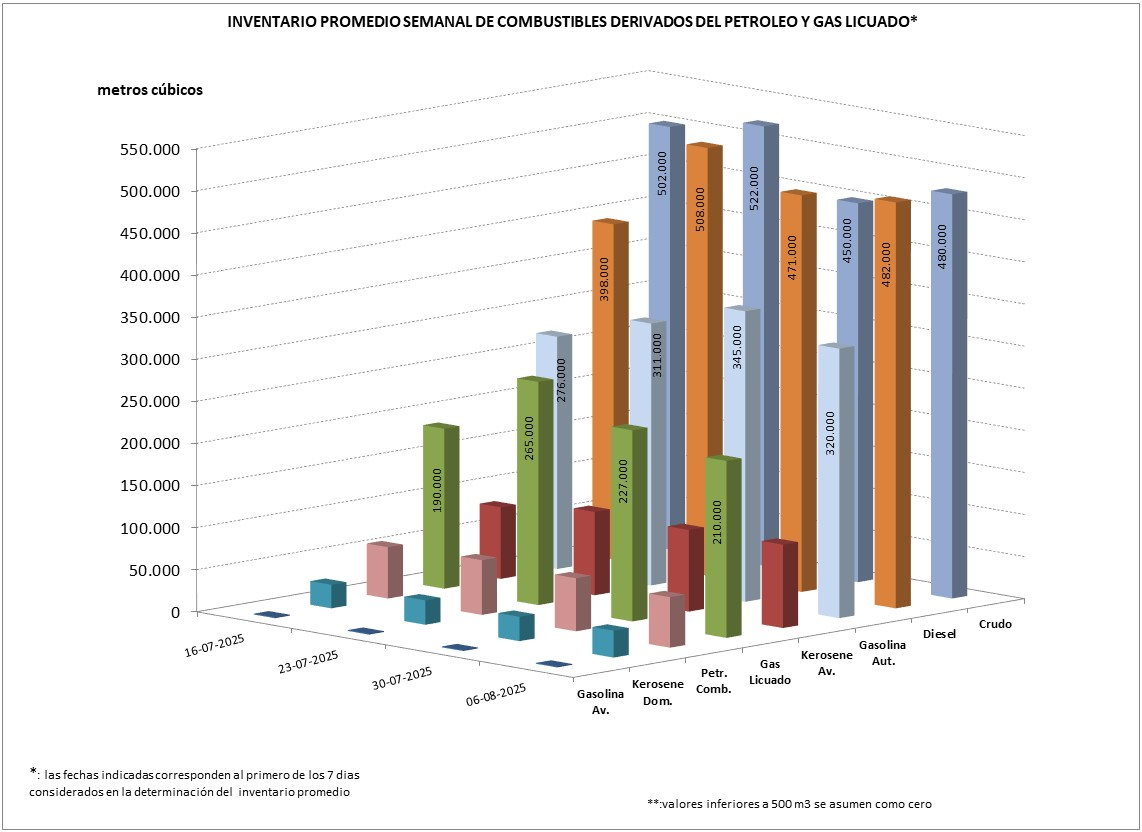 INVENTARIO PROMEDIO SEMANAL DE COMBUSTIBLES DERIVADOS DEL PETROLEO Y GAS LICUADO*
metros cúbicos
550.000
500.000
450.000
400.000
350.000
300.000
250.000
200.000
150.000
100.000
50.000
0
502.000
522.000
450.000
480.000
398.000
508.000
471.000
482.000
276.000
311.000
345.000
320.000
190.000
265.000
227.000
210.000
16-07-2025
23-07-2025
30-07-2025
06-08-2025
Gasolina
Av.
Kerosene
Dom.
Petr.
Comb.
Gas
Licuado
Kerosene
Av.
Gasolina
Aut.
Diesel
Crudo
*: las fechas indicadas corresponden al primero de los 7 dias
considerados en la determinación del inventario promedio
**:valores inferiores a 500 m3 se asumen como cero